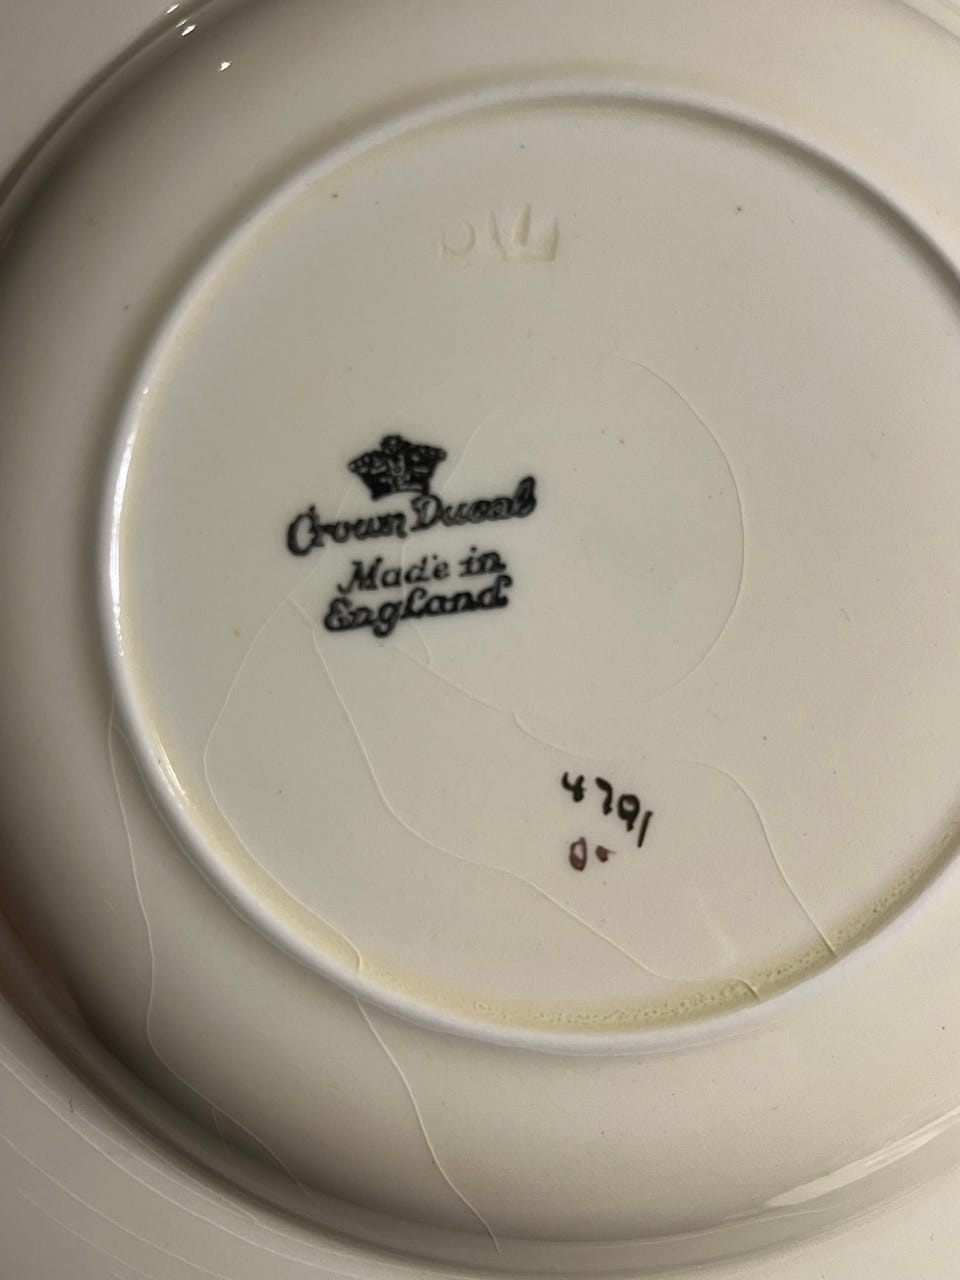 Crown Ducal
Made in
England
4791